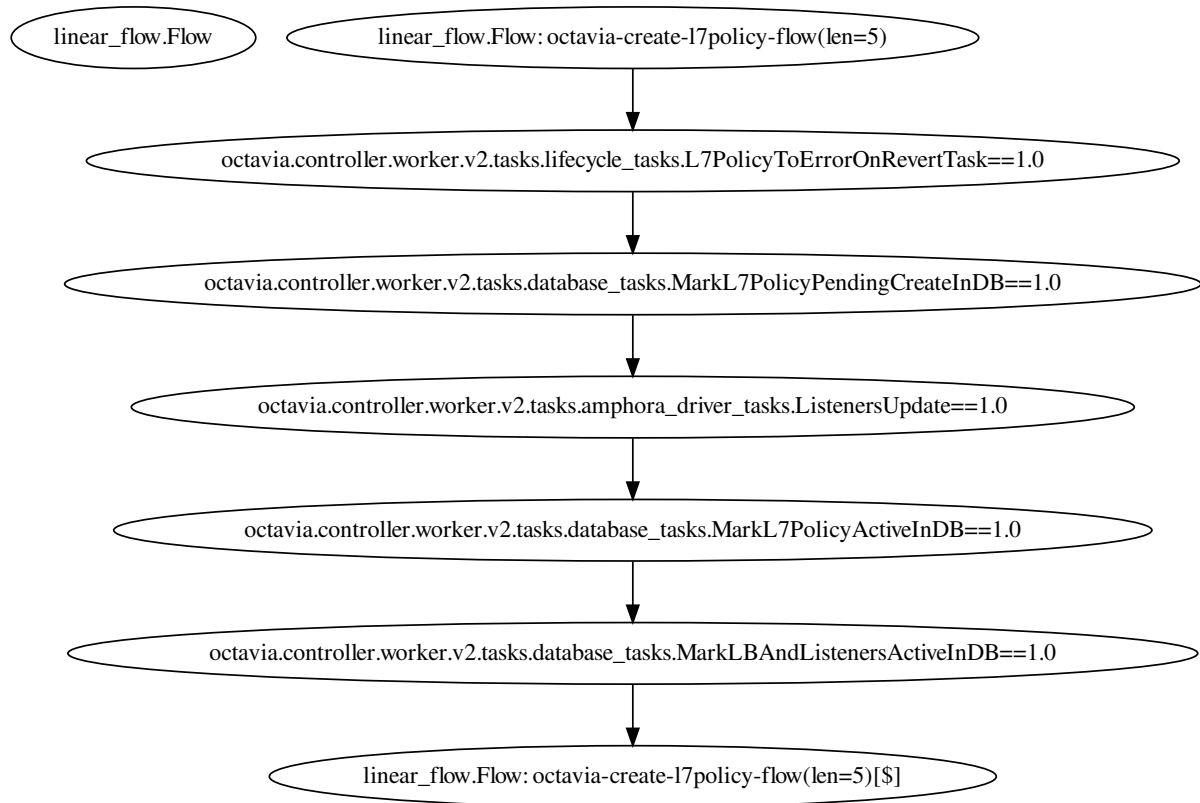 linear_flow.Flow
linear_flow.Flow: octavia-create-l7policy-flow(len=5)
octavia.controller.worker.v2.tasks.lifecycle_tasks.L7PolicyToErrorOnRevertTask==1.0
octavia.controller.worker.v2.tasks.database_tasks.MarkL7PolicyPendingCreateInDB==1.0
octavia.controller.worker.v2.tasks.amphora_driver_tasks.ListenersUpdate==1.0
octavia.controller.worker.v2.tasks.database_tasks.MarkL7PolicyActiveInDB==1.0
octavia.controller.worker.v2.tasks.database_tasks.MarkLBAndListenersActiveInDB==1.0
linear_flow.Flow: octavia-create-l7policy-flow(len=5)[$]